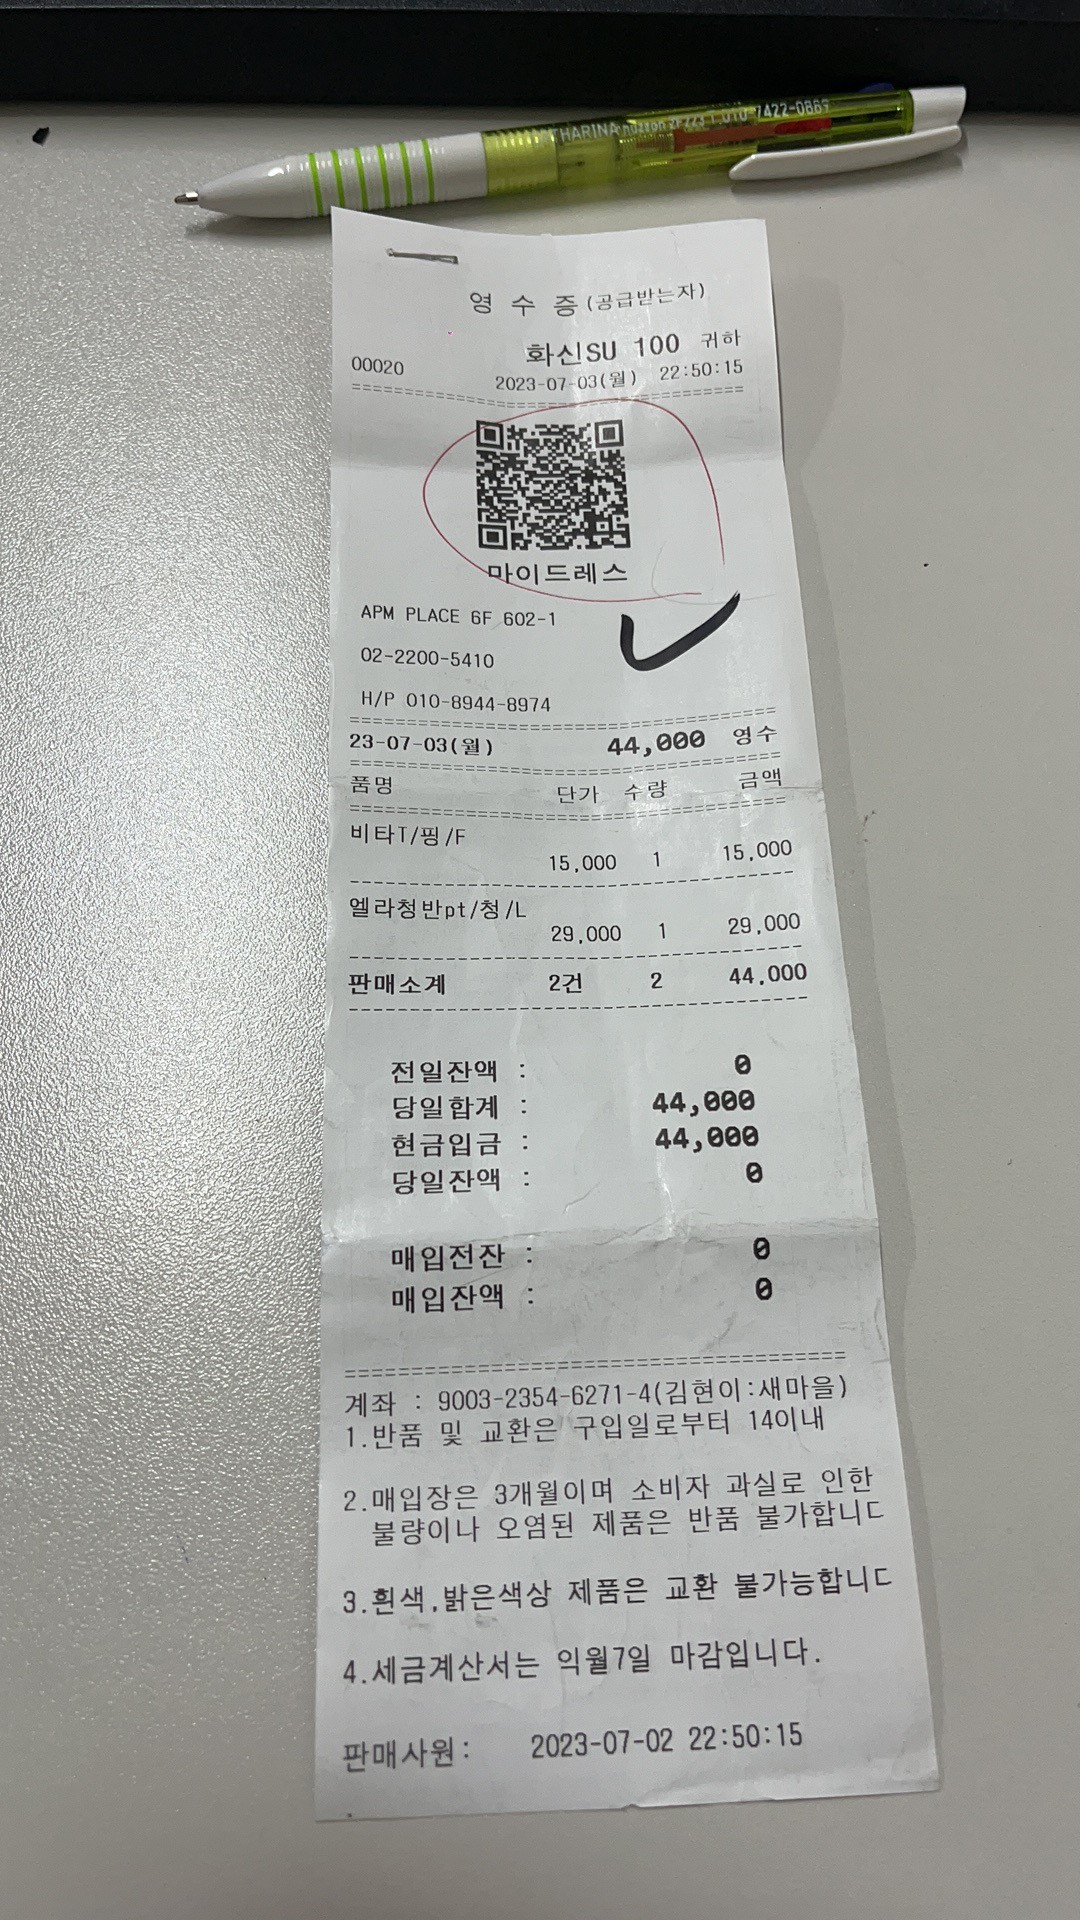 THARINA
010-7422-0889
영 수 증(공급받는자)
화신SU 100 귀하
00020 2023-07-03(월) 22:50:15
마이드레스
APM PLACE 6F 602-1
02-2200-5410
H/P 010-8944-8974
23-07-03(월) 44,000 영수
품명 단가 수량 금액
비타T/핑/F
15,000 1 15,000
엘라청반pt/청/L
29,000 1 29,000
판매소계 2건 2 44,000
전일잔액 : 0
당일합계 : 44,000
현금입금 : 44,000
당일잔액 : 0
매입전잔 : 0
매입잔액 : 0
계좌 : 9003-2354-6271-4(김현이:새마을)
1.반품 및 교환은 구입일로부터 14이내
2.매입장은 3개월이며 소비자 과실로 인한
불량이나 오염된 제품은 반품 불가합니ㄷ
3.흰색,밝은색상 제품은 교환 불가능합니ㄷ
4.세금계산서는 익월7일 마감입니다.
판매사원: 2023-07-02 22:50:15